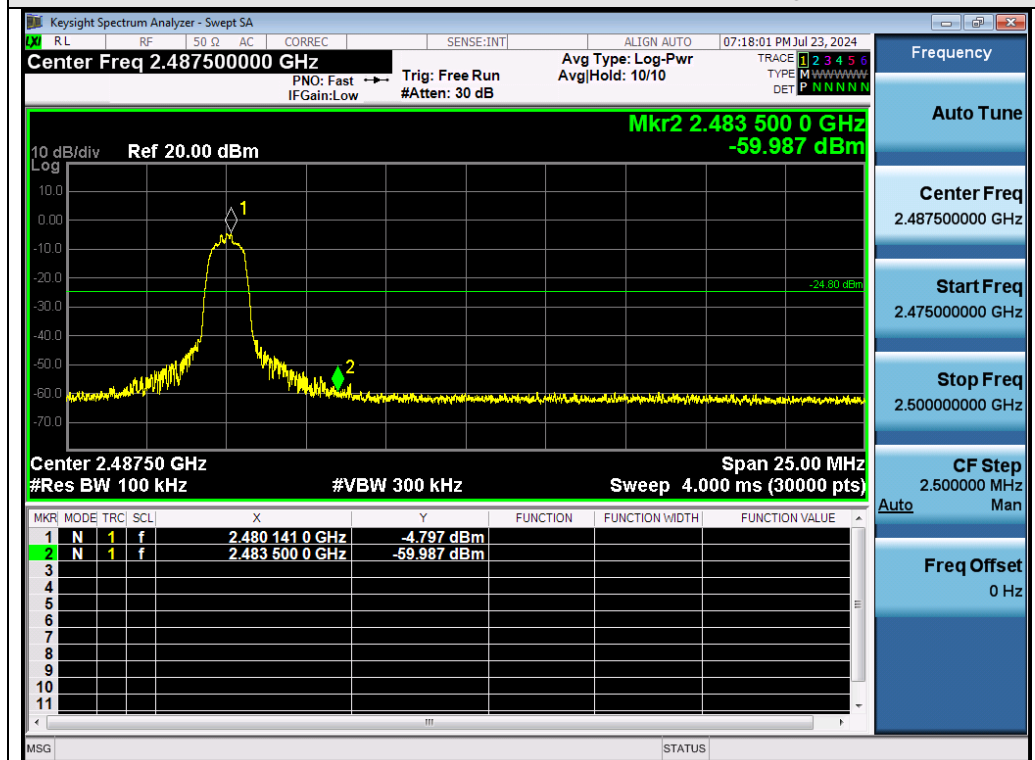 Keysight Spectrum Analyzer - Swept SA
LXI RL RF 50 Ω AC CORREC SENSE:INT ALIGN AUTO 07:18:01 PM Jul 23, 2024
Center Freq 2.487500000 GHz
PNO: Fast
IFGain:Low
Trig: Free Run
#Atten: 30 dB
Avg Type: Log-Pwr
Avg|Hold: 10/10
TRACE 1 2 3 4 5 6
TYPE M WWWWW
DET P N N N N N
Mkr2 2.483 500 0 GHz
-59.987 dBm
10 dB/div Ref 20.00 dBm
Log
10.0
0.00
-10.0
-20.0
-30.0
-40.0
-50.0
-60.0
-70.0
1
2
-24.80 dBm
Center 2.48750 GHz Span 25.00 MHz
#Res BW 100 kHz #VBW 300 kHz Sweep 4.000 ms (30000 pts)
MKR MODE TRC SCL X Y FUNCTION FUNCTION WIDTH FUNCTION VALUE
1 N 1 f 2.480 141 0 GHz -4.797 dBm
2 N 1 f 2.483 500 0 GHz -59.987 dBm
3
4
5
6
7
8
9
10
11
MSG STATUS
Frequency
Auto Tune
Center Freq
2.487500000 GHz
Start Freq
2.475000000 GHz
Stop Freq
2.500000000 GHz
CF Step
2.500000 MHz
Auto Man
Freq Offset
0 Hz